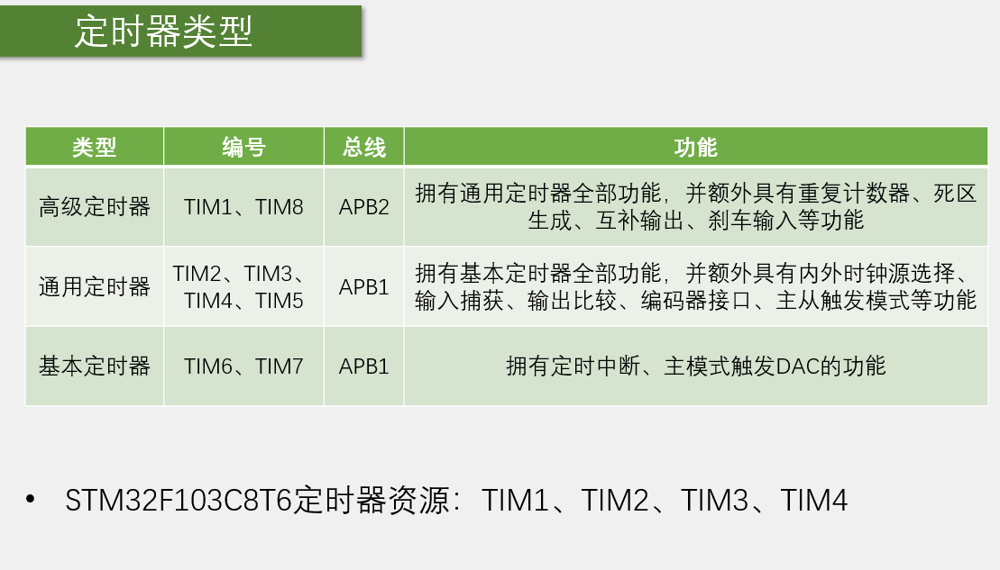 定时器类型
类型 编号 总线 功能
高级定时器 TIM1、TIM8 APB2 拥有通用定时器全部功能，并额外具有重复计数器、死区
生成、互补输出、刹车输入等功能
通用定时器 TIM2、TIM3、
TIM4、TIM5 APB1 拥有基本定时器全部功能，并额外具有内外时钟源选择、
输入捕获、输出比较、编码器接口、主从触发模式等功能
基本定时器 TIM6、TIM7 APB1 拥有定时中断、主模式触发DAC的功能
• STM32F103C8T6定时器资源：TIM1、TIM2、TIM3、TIM4